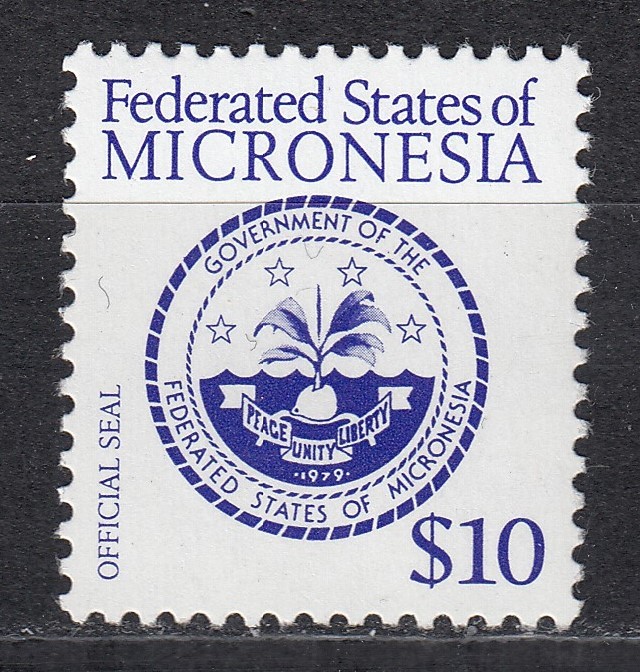 Federated States of
MICRONESIA
GOVERNMENT OF THE
FEDERATED STATES OF MICRONESIA
PEACE UNITY LIBERTY
·1979·
OFFICIAL SEAL
$10